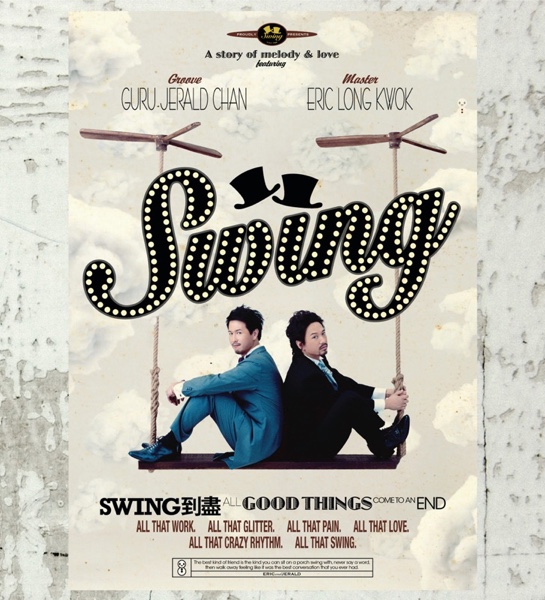 PROUDLY Swing PRESENTS
A story of melody & love
featuring
Groove
GURU.JERALD CHAN
Master
ERIC LONG KWOK
Swing
SWING到盡 ALL GOOD THINGS COME TO AN END
ALL THAT WORK. ALL THAT GLITTER. ALL THAT PAIN. ALL THAT LOVE.
ALL THAT CRAZY RHYTHM. ALL THAT SWING.
The best kind of friend is the kind you can sit on a porch swing with, never say a word,
then walk away feeling like it was the best conversation that you ever had.
ERIC JERALD